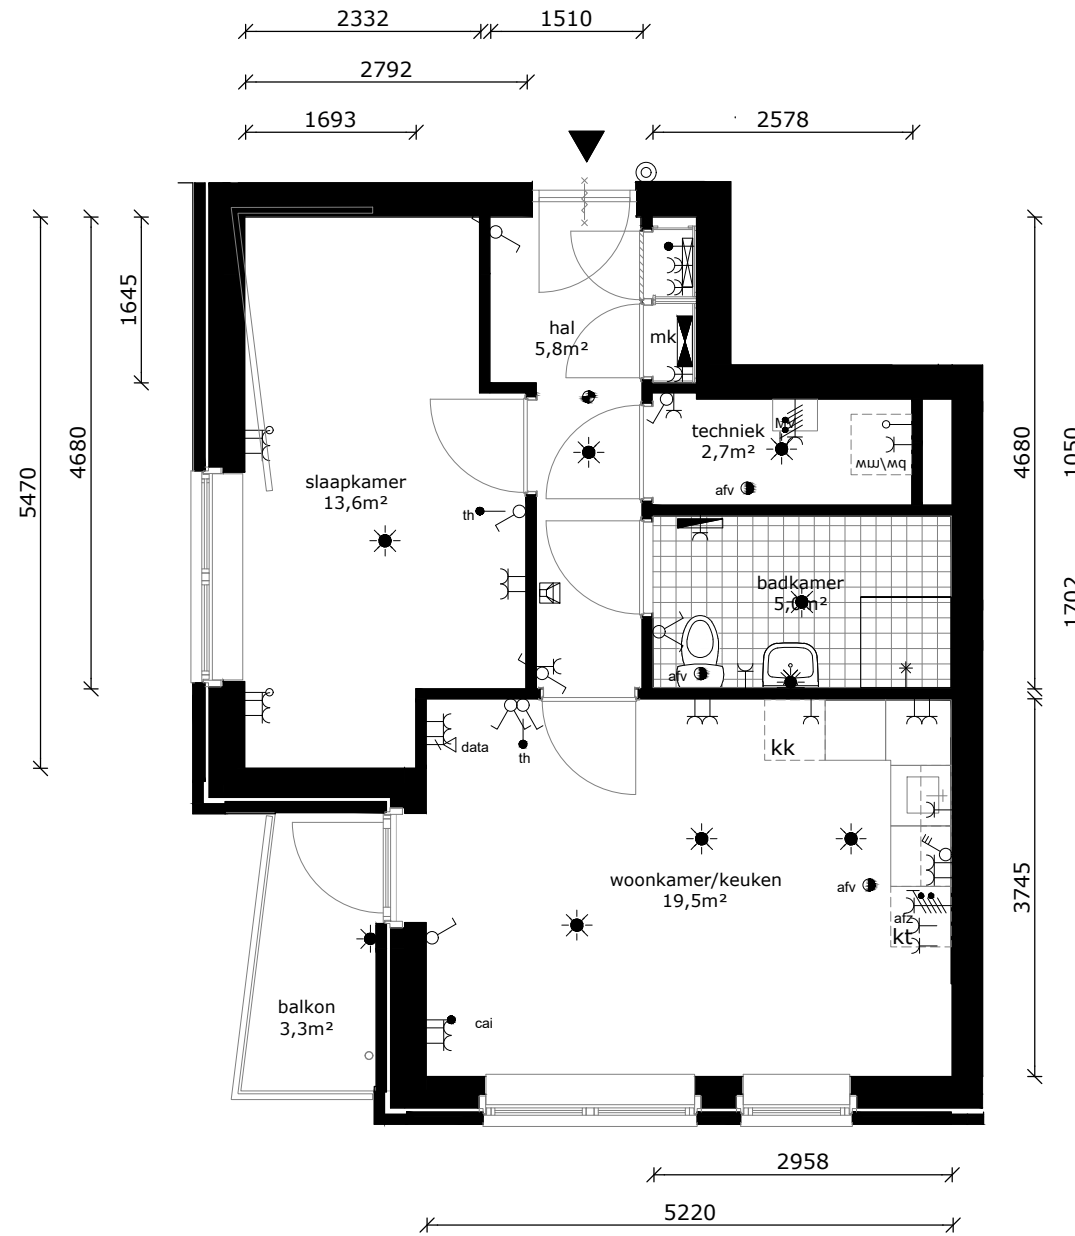 2332
1510
2792
1693
2578
5470
4680
1645
hal
5,8m²
mk
techniek
2,7m²
bw/mw
afv
slaapkamer
13,6m²
th
badkamer
afv
4680
1050
1702
data
th
kk
woonkamer/keuken
19,5m²
afv
afz
kt
3745
balkon
3,3m²
cai
2958
5220